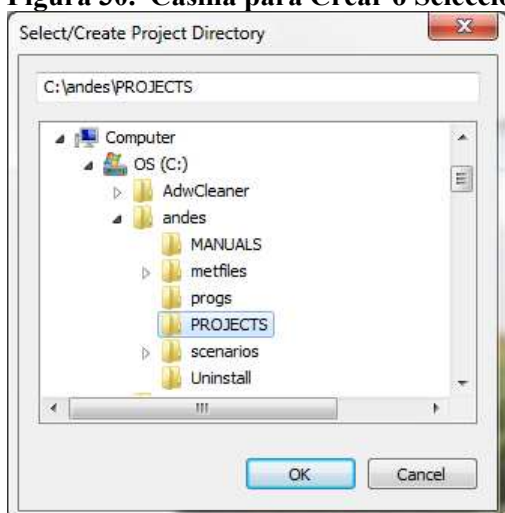 Figura 30. Casilla para Crear o Selecci
Select/Create Project Directory
C:\andes\PROJECTS
Computer
OS (C:)
AdwCleaner
andes
MANUALS
metfiles
progs
PROJECTS
scenarios
Uninstall
OK Cancel